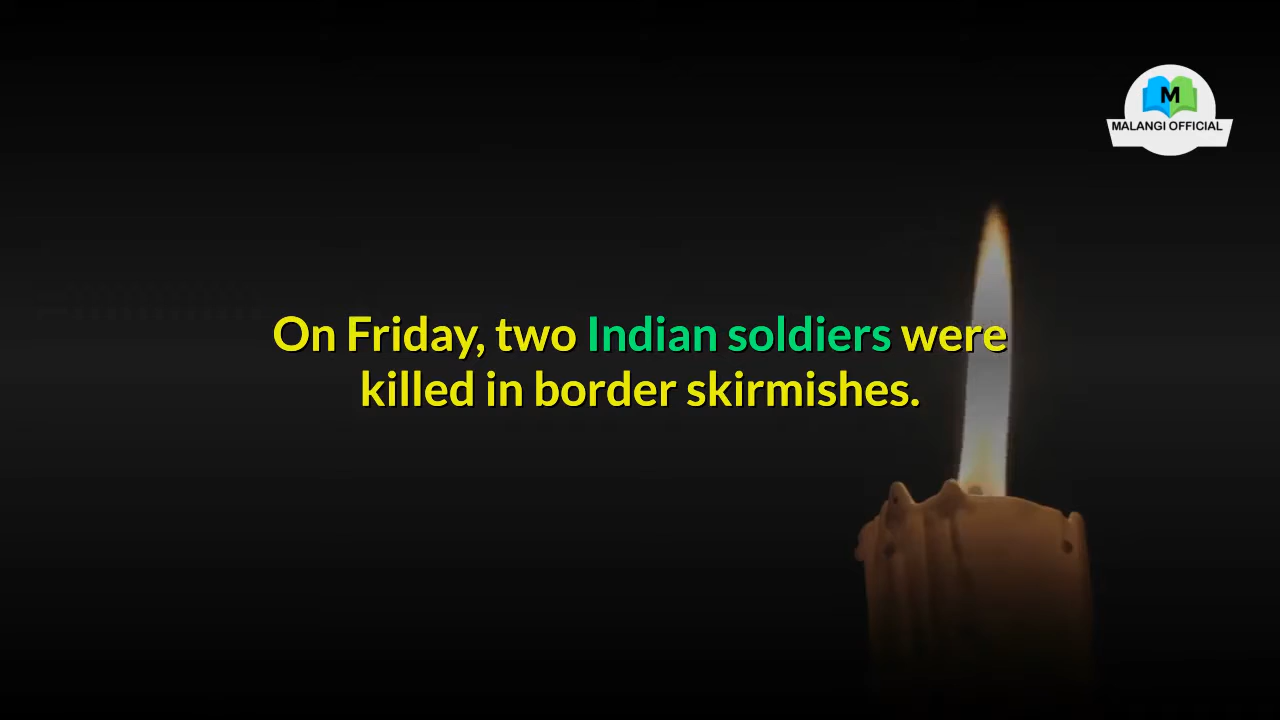 M
MALANGI OFFICIAL
On Friday, two Indian soldiers were
killed in border skirmishes.